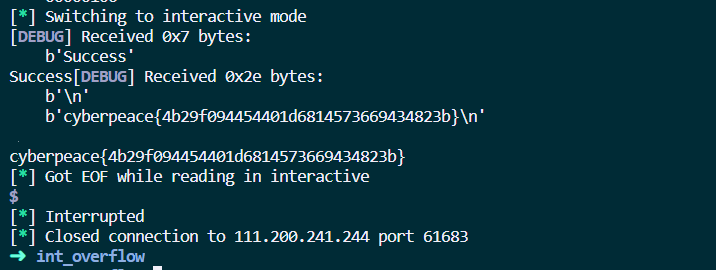 [*] Switching to interactive mode
[DEBUG] Received 0x7 bytes:
b'Success'
Success[DEBUG] Received 0x2e bytes:
b'\n'
b'cyberpeace{4b29f094454401d6814573669434823b}\n'
cyberpeace{4b29f094454401d6814573669434823b}
[*] Got EOF while reading in interactive
$
[*] Interrupted
[*] Closed connection to 111.200.241.244 port 61683
➜ int_overflow